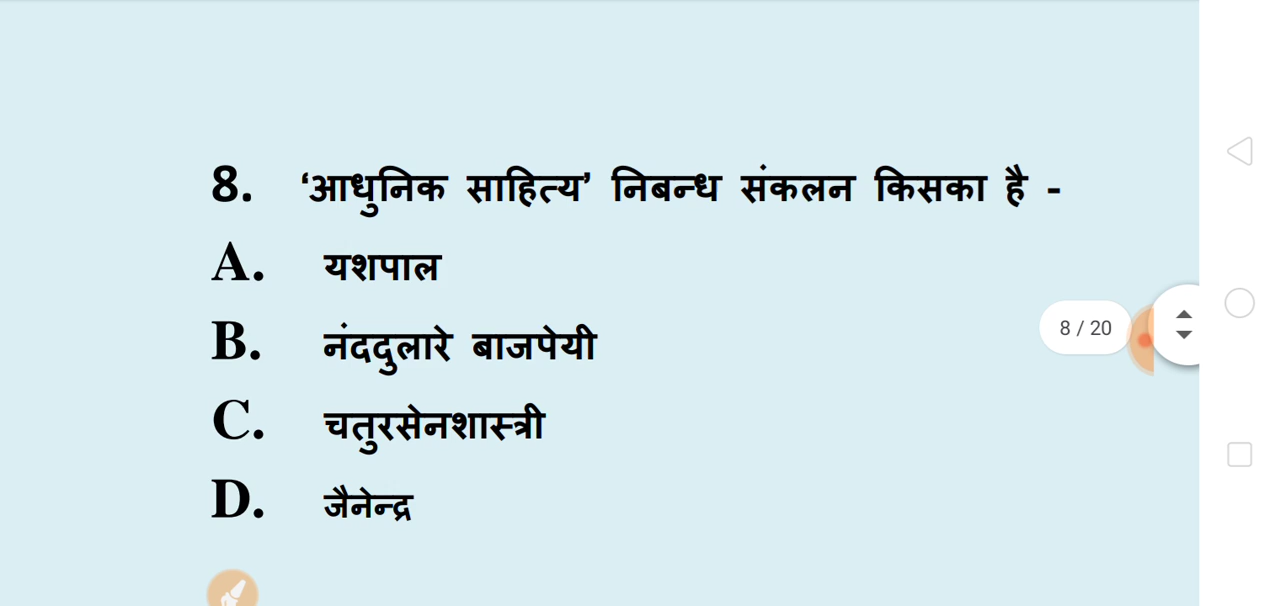 8. ‘आधुनिक साहित्य’ निबन्ध संकलन किसका है -
A. यशपाल
B. नंददुलारे बाजपेयी
8 / 20
C. चतुरसेनशास्त्री
D. जैनेन्द्र